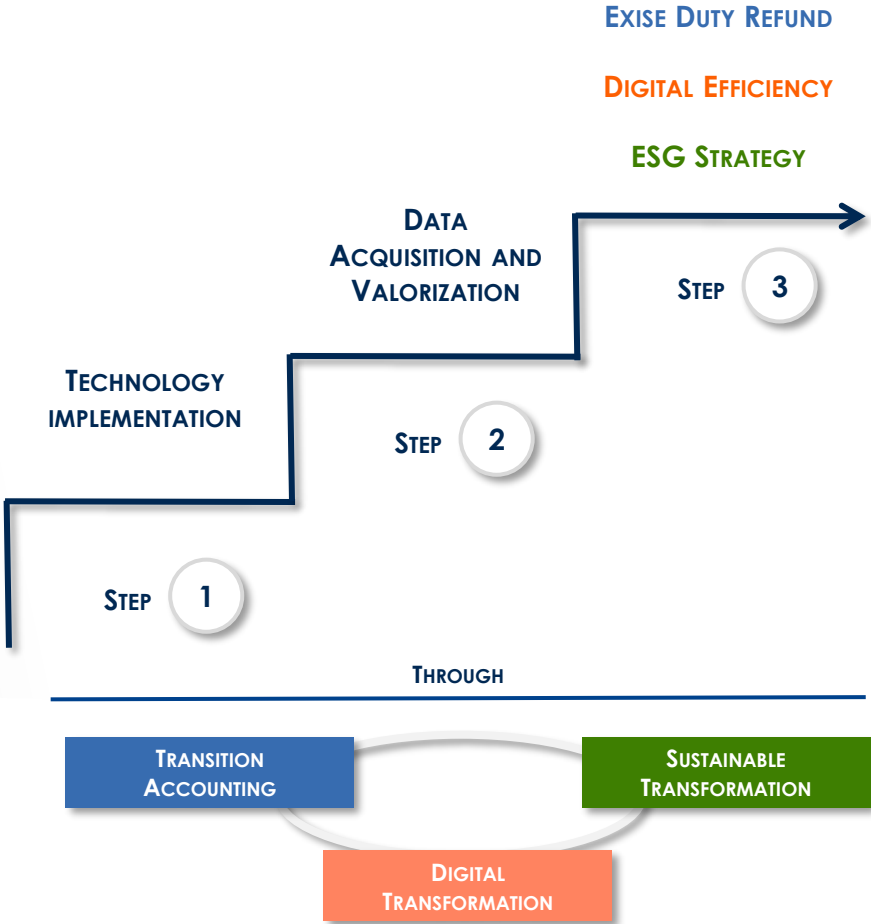 Exise Duty Refund
Digital Efficiency
ESG Strategy
Data
Acquisition and
Valorization
Step 3
Technology
implementation
Step 2
Step 1
Through
Transition
Accounting
Sustainable
Transformation
Digital
Transformation